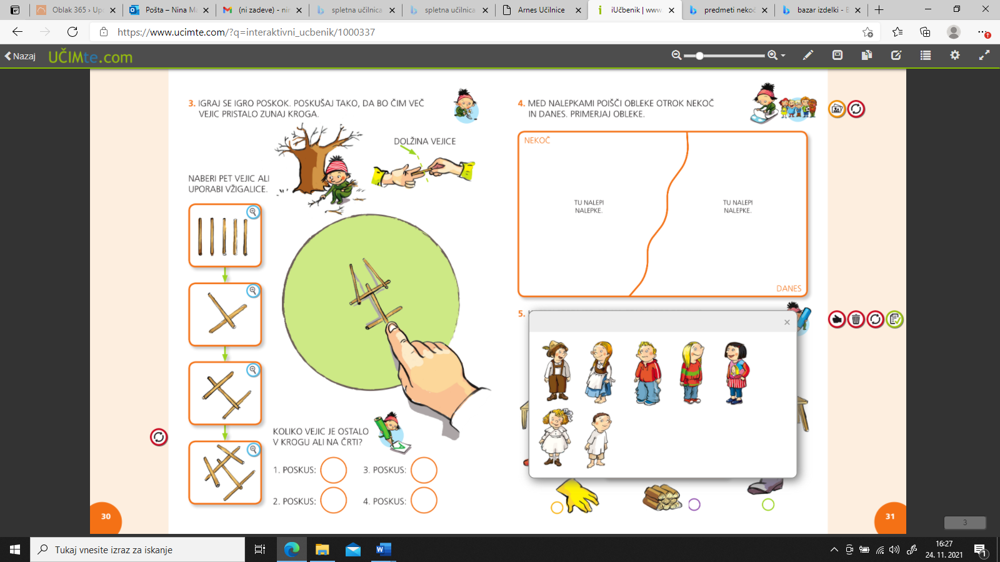 Oblak 365 › Upo
Pošta – Nina Ma
(ni zadeve) - nin
spletna učilnica
spletna učilnica
Arnes Učilnice
iUčbenik | www
predmeti nekoč
bazar izdelki - B
https://www.ucimte.com/?q=interaktivni_ucbenik/1000337
Nazaj
UČIMte.com
3. IGRAJ SE IGRO POSKOK. POSKUŠAJ TAKO, DA BO ČIM VEČ
VEJIC PRISTALO ZUNAJ KROGA.
DOLŽINA VEJICE
NABERI PET VEJIC ALI
UPORABI VŽIGALICE.
KOLIKO VEJIC JE OSTALO
V KROGU ALI NA ČRTI?
1. POSKUS:
3. POSKUS:
2. POSKUS:
4. POSKUS:
30
4. MED NALEPKAMI POIŠČI OBLEKE OTROK NEKOČ
IN DANES. PRIMERJAJ OBLEKE.
NEKOČ
TU NALEPI
NALEPKE.
TU NALEPI
NALEPKE.
DANES
5.
31
3
Tukaj vnesite izraz za iskanje
16:27
24. 11. 2021
1